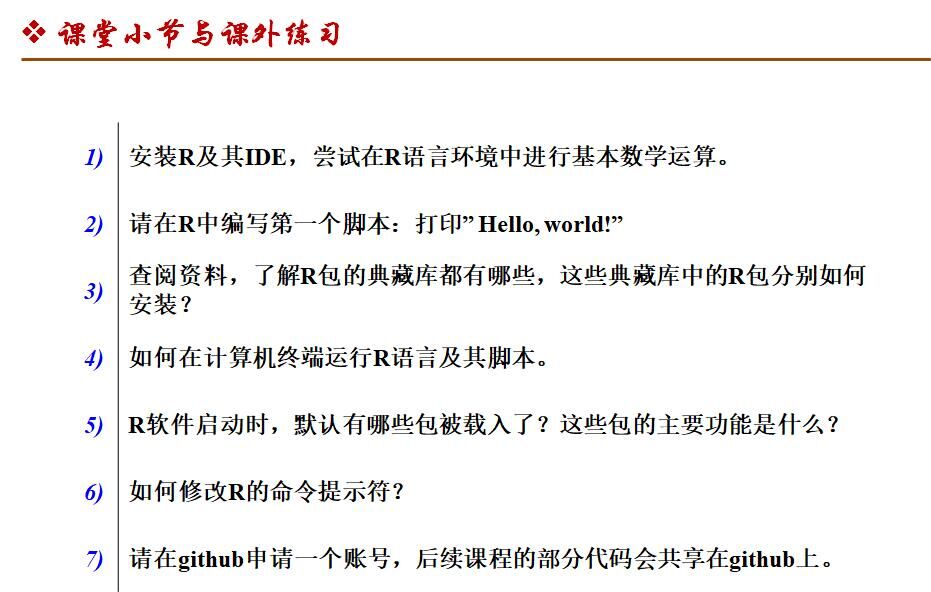 课堂小节与课外练习
1) 安装R及其IDE，尝试在R语言环境中进行基本数学运算。
2) 请在R中编写第一个脚本：打印” Hello, world!”
3) 查阅资料，了解R包的典藏库都有哪些，这些典藏库中的R包分别如何
安装？
4) 如何在计算机终端运行R语言及其脚本。
5) R软件启动时，默认有哪些包被载入了？这些包的主要功能是什么？
6) 如何修改R的命令提示符？
7) 请在github申请一个账号，后续课程的部分代码会共享在github上。